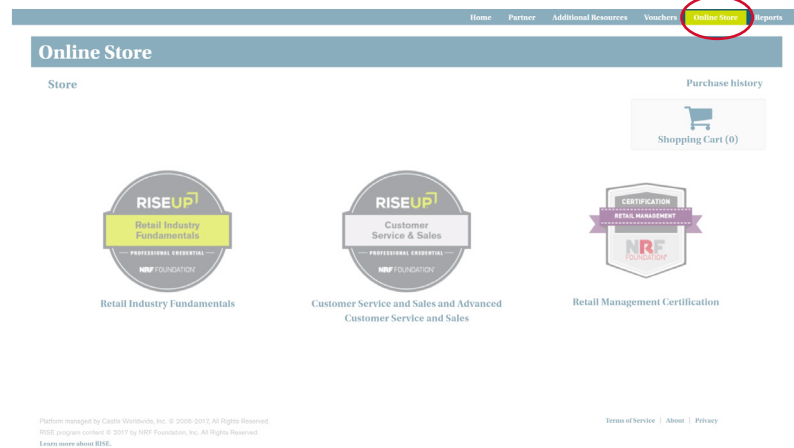 Home Partner Additional Resources Vouchers Online Store Reports
Online Store
Store
Purchase history
Shopping Cart (0)
RISEUP
Retail Industry
Fundamentals
PROFESSIONAL CREDENTIAL
NRF FOUNDATION
RISEUP
Customer
Service & Sales
PROFESSIONAL CREDENTIAL
NRF FOUNDATION
CERTIFICATION
RETAIL MANAGEMENT
NRF
FOUNDATION
Retail Industry Fundamentals
Customer Service and Sales and Advanced
Customer Service and Sales
Retail Management Certification
Platform managed by Castle Worldwide, Inc. © 2005-2017, All Rights Reserved.
RISE program content © 2017 by NRF Foundation, Inc. All Rights Reserved.
Learn more about RISE.
Terms of Service | About | Privacy